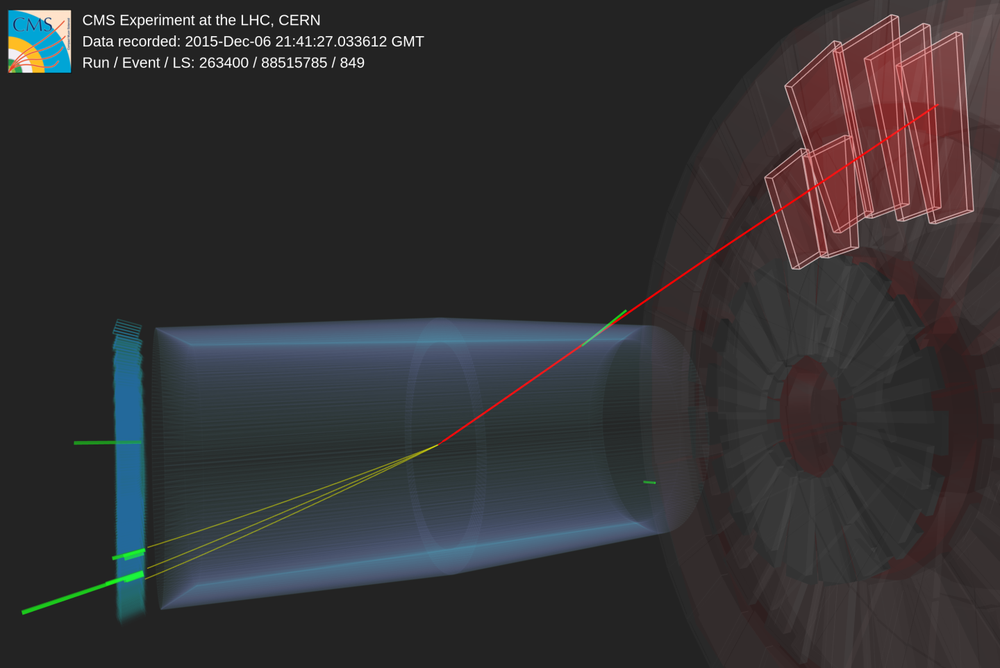 CMS
CMS Experiment at the LHC, CERN
Data recorded: 2015-Dec-06 21:41:27.033612 GMT
Run / Event / LS: 263400 / 88515785 / 849